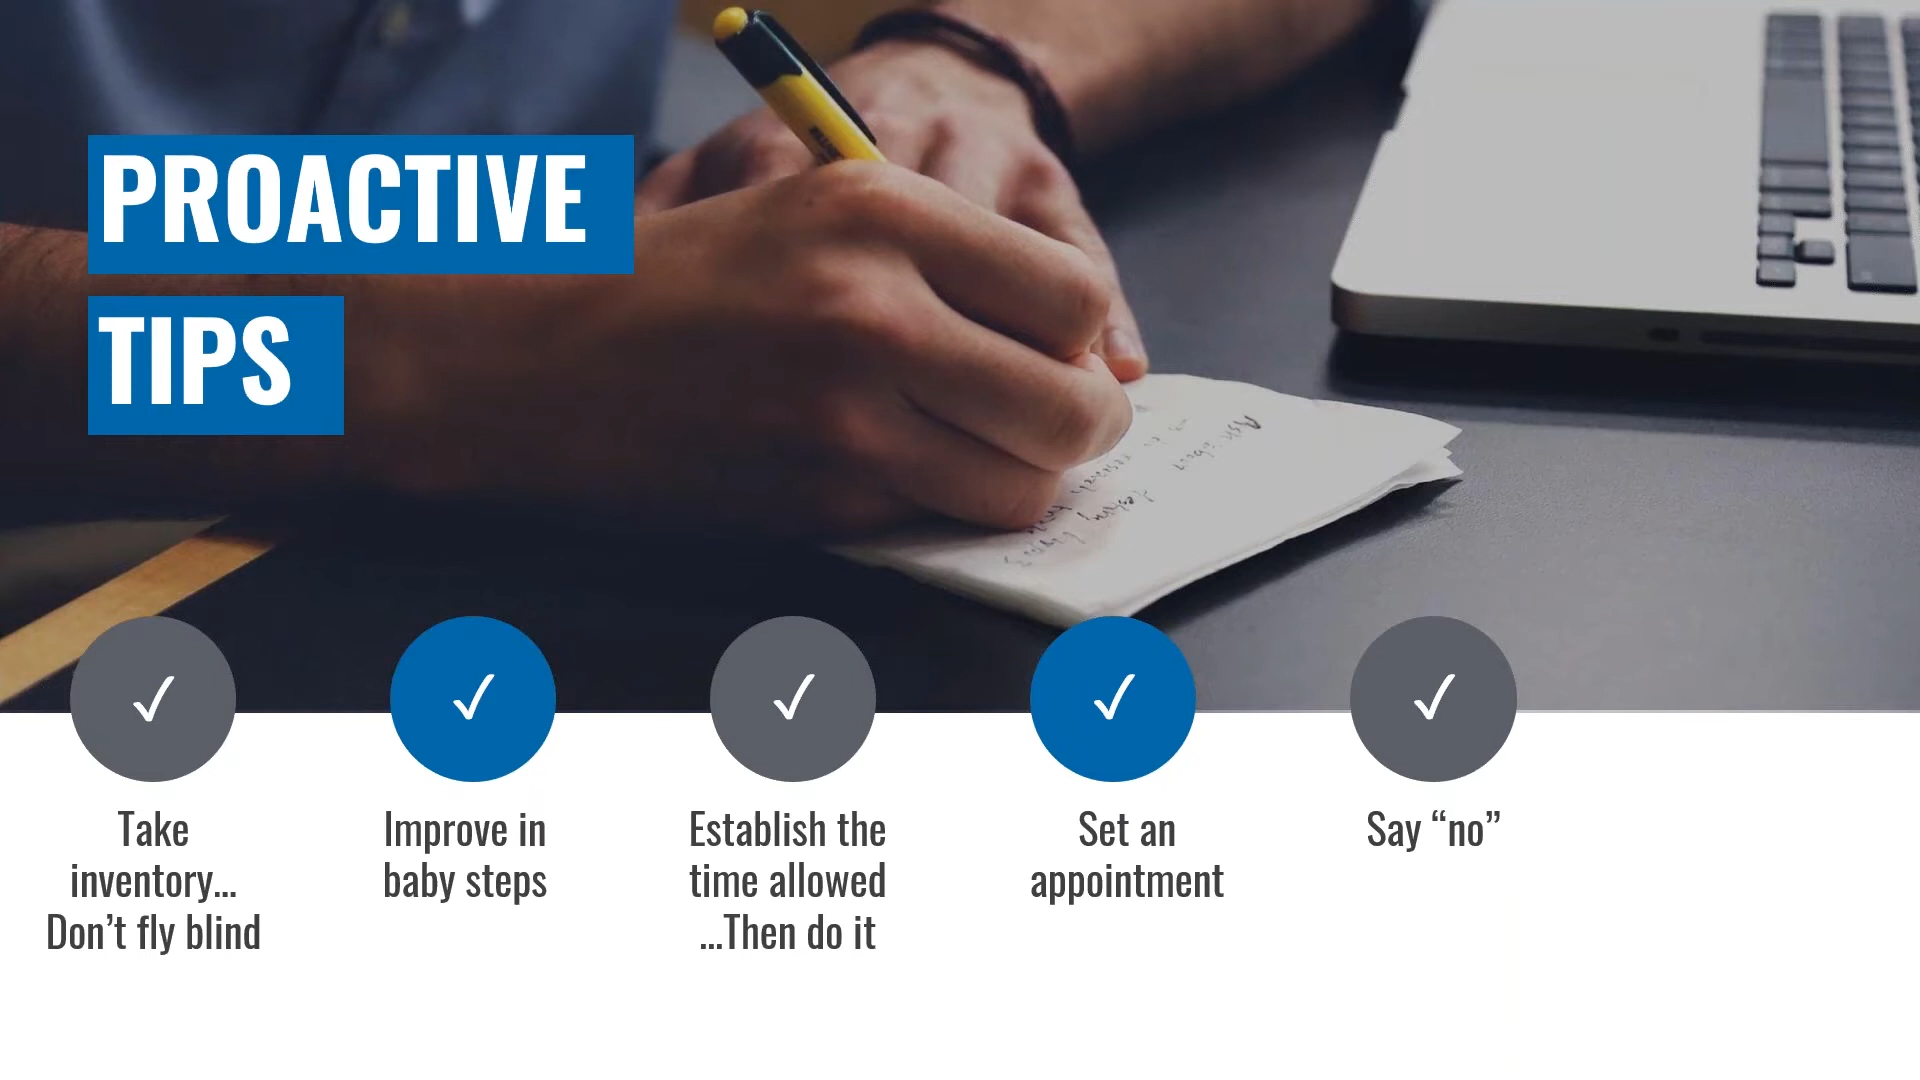 PROACTIVE
TIPS
✓ ✓ ✓ ✓ ✓
Take
inventory...
Don’t fly blind
Improve in
baby steps
Establish the
time allowed
...Then do it
Set an
appointment
Say “no”